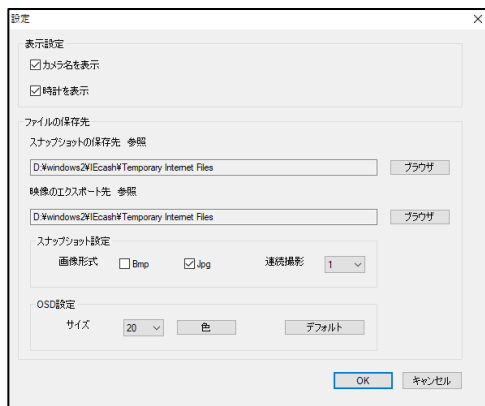 設定
表示設定
カメラ名を表示
時計を表示
ファイルの保存先
スナップショットの保存先 参照
D:¥windows2¥IEcash¥Temporary Internet Files ブラウザ
映像のエクスポート先 参照
D:¥windows2¥IEcash¥Temporary Internet Files ブラウザ
スナップショット設定
画像形式 Bmp Jpg 連続撮影 1
OSD設定
サイズ 20 色 デフォルト
OK キャンセル